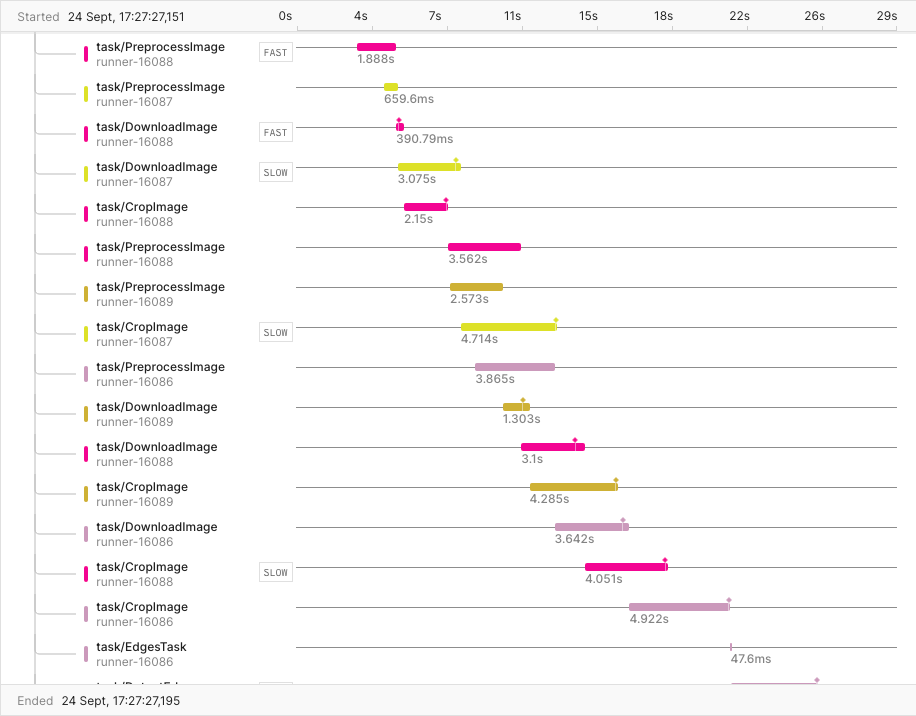 Started 24 Sept, 17:27:27,151 0s 4s 7s 11s 15s 18s 22s 26s 29s
task/PreprocessImage FAST
runner-16088 1.888s
task/PreprocessImage
runner-16087 659.6ms
task/DownloadImage FAST
runner-16088 390.79ms
task/DownloadImage SLOW
runner-16087 3.075s
task/CropImage
runner-16088 2.15s
task/PreprocessImage
runner-16088 3.562s
task/PreprocessImage
runner-16089 2.573s
task/CropImage SLOW
runner-16087 4.714s
task/PreprocessImage
runner-16086 3.865s
task/DownloadImage
runner-16089 1.303s
task/DownloadImage
runner-16088 3.1s
task/CropImage
runner-16089 4.285s
task/DownloadImage
runner-16086 3.642s
task/CropImage SLOW
runner-16088 4.051s
task/CropImage
runner-16086 4.922s
task/EdgesTask
runner-16086 47.6ms
Ended 24 Sept, 17:27:27,195